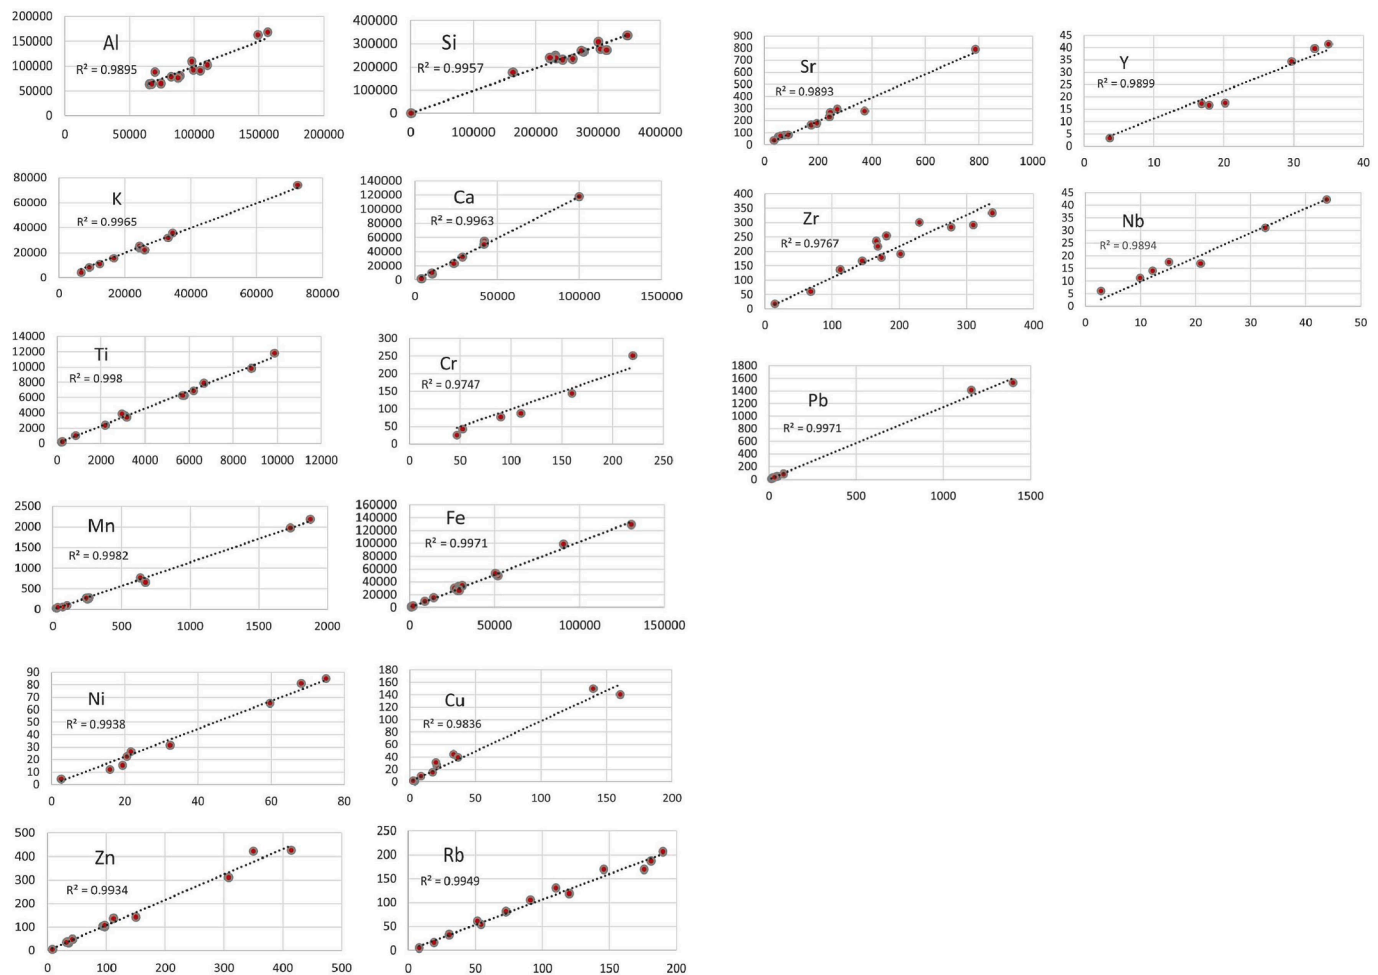 Al
R² = 0.9895
200000
150000
100000
50000
0
0 50000 100000 150000 200000
Si
R² = 0.9957
400000
300000
200000
100000
0
0 100000 200000 300000 400000
Sr
R² = 0.9893
900
800
700
600
500
400
300
200
100
0
0 200 400 600 800 1000
Y
R² = 0.9899
45
40
35
30
25
20
15
10
5
0
0 10 20 30 40
K
R² = 0.9965
80000
60000
40000
20000
0
0 20000 40000 60000 80000
Ca
R² = 0.9963
140000
120000
100000
80000
60000
40000
20000
0
0 50000 100000 150000
Zr
R² = 0.9767
400
350
300
250
200
150
100
50
0
0 100 200 300 400
Nb
R² = 0.9894
45
40
35
30
25
20
15
10
5
0
0 10 20 30 40 50
Ti
R² = 0.998
14000
12000
10000
8000
6000
4000
2000
0
0 2000 4000 6000 8000 10000 12000
Cr
R² = 0.9747
300
250
200
150
100
50
0
0 50 100 150 200 250
Pb
R² = 0.9971
1800
1600
1400
1200
1000
800
600
400
200
0
0 500 1000 1500
Mn
R² = 0.9982
2500
2000
1500
1000
500
0
0 500 1000 1500 2000
Fe
R² = 0.9971
160000
140000
120000
100000
80000
60000
40000
20000
0
50000 100000 150000
Ni
R² = 0.9938
90
80
70
60
50
40
30
20
10
0
0 20 40 60 80
Cu
R² = 0.9836
180
160
140
120
100
80
60
40
20
0
0 50 100 150 200
Zn
R² = 0.9934
500
400
300
200
100
0
0 100 200 300 400 500
Rb
R² = 0.9949
250
200
150
100
50
0
0 50 100 150 200